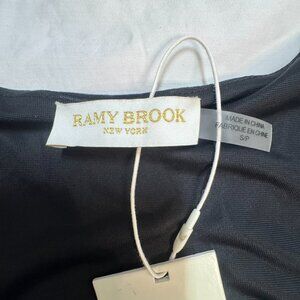 RAMY BROOK
NEW YORK
MADE IN CHINA
FABRIQUE EN CHINE
S/P